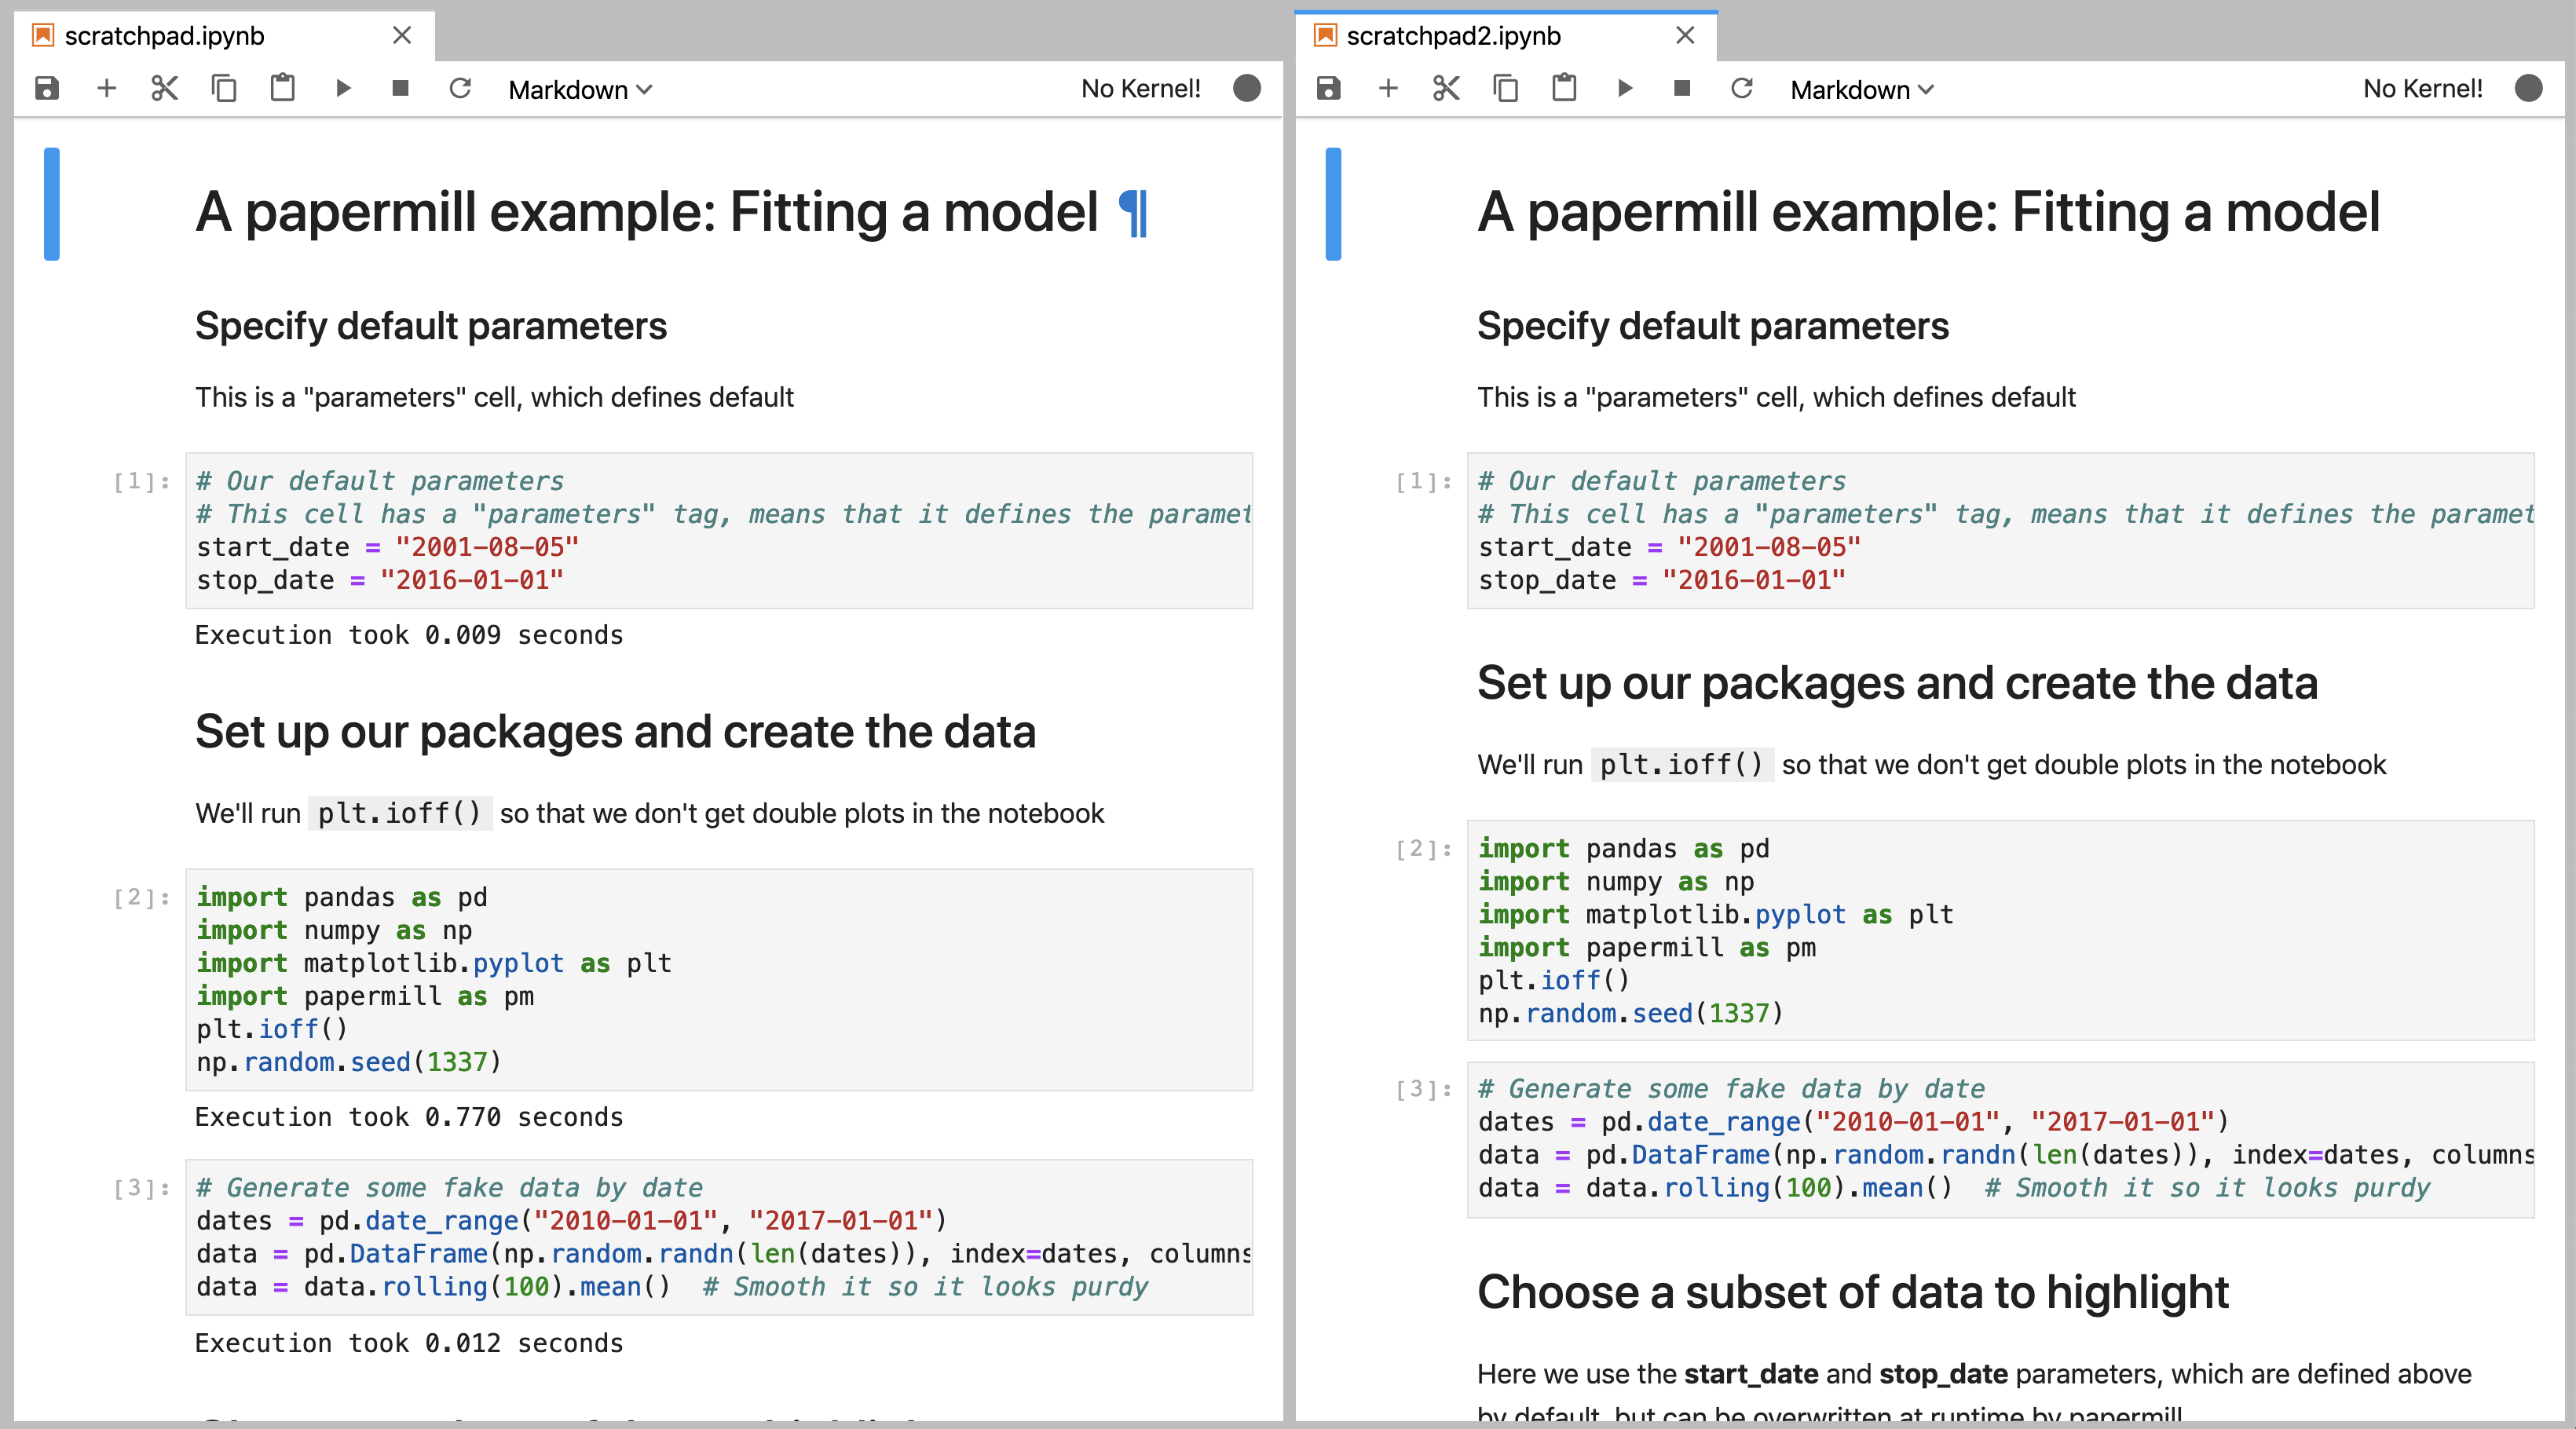 scratchpad.ipynb
Markdown
No Kernel!
A papermill example: Fitting a model ¶
Specify default parameters
This is a "parameters" cell, which defines default
[1]:
# Our default parameters
# This cell has a "parameters" tag, means that it defines the paramet
start_date = "2001-08-05"
stop_date = "2016-01-01"
Execution took 0.009 seconds
Set up our packages and create the data
We'll run plt.ioff() so that we don't get double plots in the notebook
[2]:
import pandas as pd
import numpy as np
import matplotlib.pyplot as plt
import papermill as pm
plt.ioff()
np.random.seed(1337)
Execution took 0.770 seconds
[3]:
# Generate some fake data by date
dates = pd.date_range("2010-01-01", "2017-01-01")
data = pd.DataFrame(np.random.randn(len(dates)), index=dates, columns
data = data.rolling(100).mean()  # Smooth it so it looks purdy
Execution took 0.012 seconds
scratchpad2.ipynb
Markdown
No Kernel!
A papermill example: Fitting a model
Specify default parameters
This is a "parameters" cell, which defines default
[1]:
# Our default parameters
# This cell has a "parameters" tag, means that it defines the paramet
start_date = "2001-08-05"
stop_date = "2016-01-01"
Set up our packages and create the data
We'll run plt.ioff() so that we don't get double plots in the notebook
[2]:
import pandas as pd
import numpy as np
import matplotlib.pyplot as plt
import papermill as pm
plt.ioff()
np.random.seed(1337)
[3]:
# Generate some fake data by date
dates = pd.date_range("2010-01-01", "2017-01-01")
data = pd.DataFrame(np.random.randn(len(dates)), index=dates, columns
data = data.rolling(100).mean()  # Smooth it so it looks purdy
Choose a subset of data to highlight
Here we use the start_date and stop_date parameters, which are defined above
by default, but can be overwritten at runtime by papermill